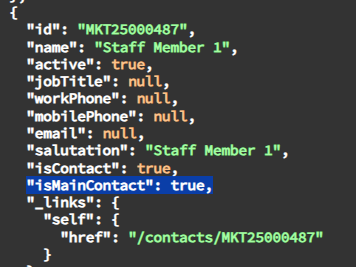 {
"id": "MKT25000487",
"name": "Staff Member 1",
"active": true,
"jobTitle": null,
"workPhone": null,
"mobilePhone": null,
"email": null,
"salutation": "Staff Member 1",
"isContact": true,
"isMainContact": true,
"_links": {
"self": {
"href": "/contacts/MKT25000487"
}